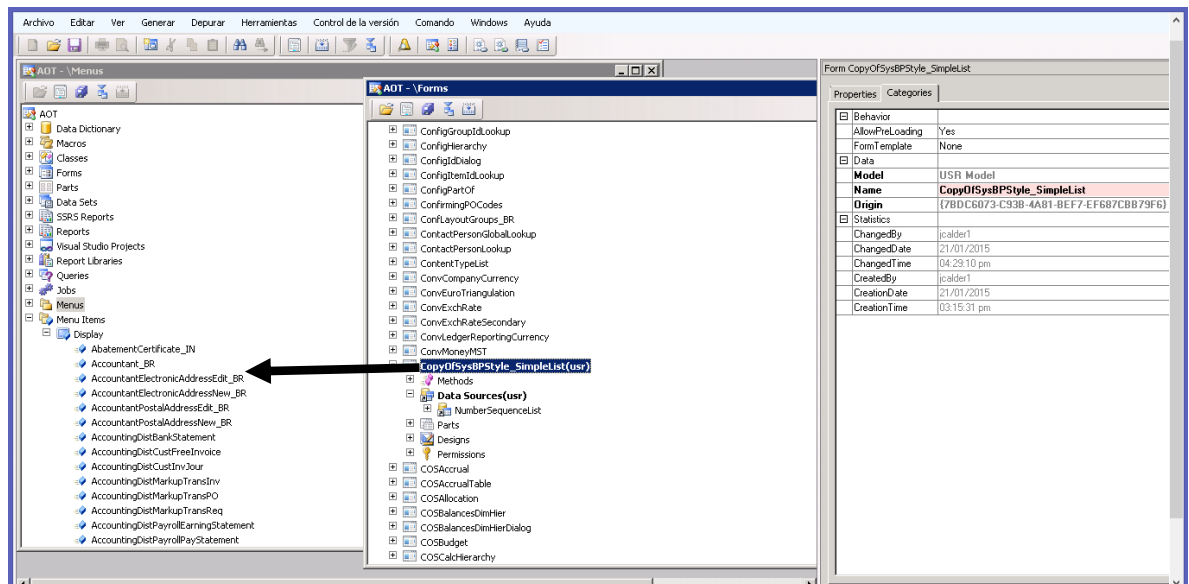 Archivo Editar Ver Generar Depurar Herramientas Control de la versión Comando Windows Ayuda
AOT - \Menus
AOT
Data Dictionary
Macros
Classes
Forms
Parts
Data Sets
SSRS Reports
Reports
Visual Studio Projects
Report Libraries
Queries
Jobs
Menus
Menu Items
Display
AbatementCertificate_IN
Accountant_BR
AccountantElectronicAddressEdit_BR
AccountantElectronicAddressNew_BR
AccountantPostalAddressEdit_BR
AccountantPostalAddressNew_BR
AccountingDistBankStatement
AccountingDistCustFreeInvoice
AccountingDistCustInvJour
AccountingDistMarkupTransInv
AccountingDistMarkupTransPO
AccountingDistMarkupTransReq
AccountingDistPayrollEarningStatement
AccountingDistPayrollPayStatement
AOT - \Forms
ConfigGroupIdLookup
ConfigHierarchy
ConfigIdDialog
ConfigItemIdLookup
ConfigPartOf
ConfirmingPOCodes
ConfLayoutGroups_BR
ContactPersonGlobalLookup
ContactPersonLookup
ContentTypeList
ConvCompanyCurrency
ConvEuroTriangulation
ConvExchRate
ConvExchRateSecondary
ConvLedgerReportingCurrency
ConvMoneyMST
CopyOfSysBPStyle_SimpleList(usr)
Methods
Data Sources(usr)
NumberSequenceList
Parts
Designs
Permissions
COSAccrual
COSAccrualTable
COSAllocation
COSBalancesDimHier
COSBalancesDimHierDialog
COSBudget
COSCalcHierarchy
Form CopyOfSysBPStyle_SimpleList
Properties Categories
Behavior
AllowPreLoading Yes
FormTemplate None
Data
Model USR Model
Name CopyOfSysBPStyle_SimpleList
Origin {7BDC6073-C93B-4A81-BEF7-EF687CBB79F6}
Statistics
ChangedBy jcalder1
ChangedDate 21/01/2015
ChangedTime 04:29:10 pm
CreatedBy jcalder1
CreationDate 21/01/2015
CreationTime 03:15:31 pm